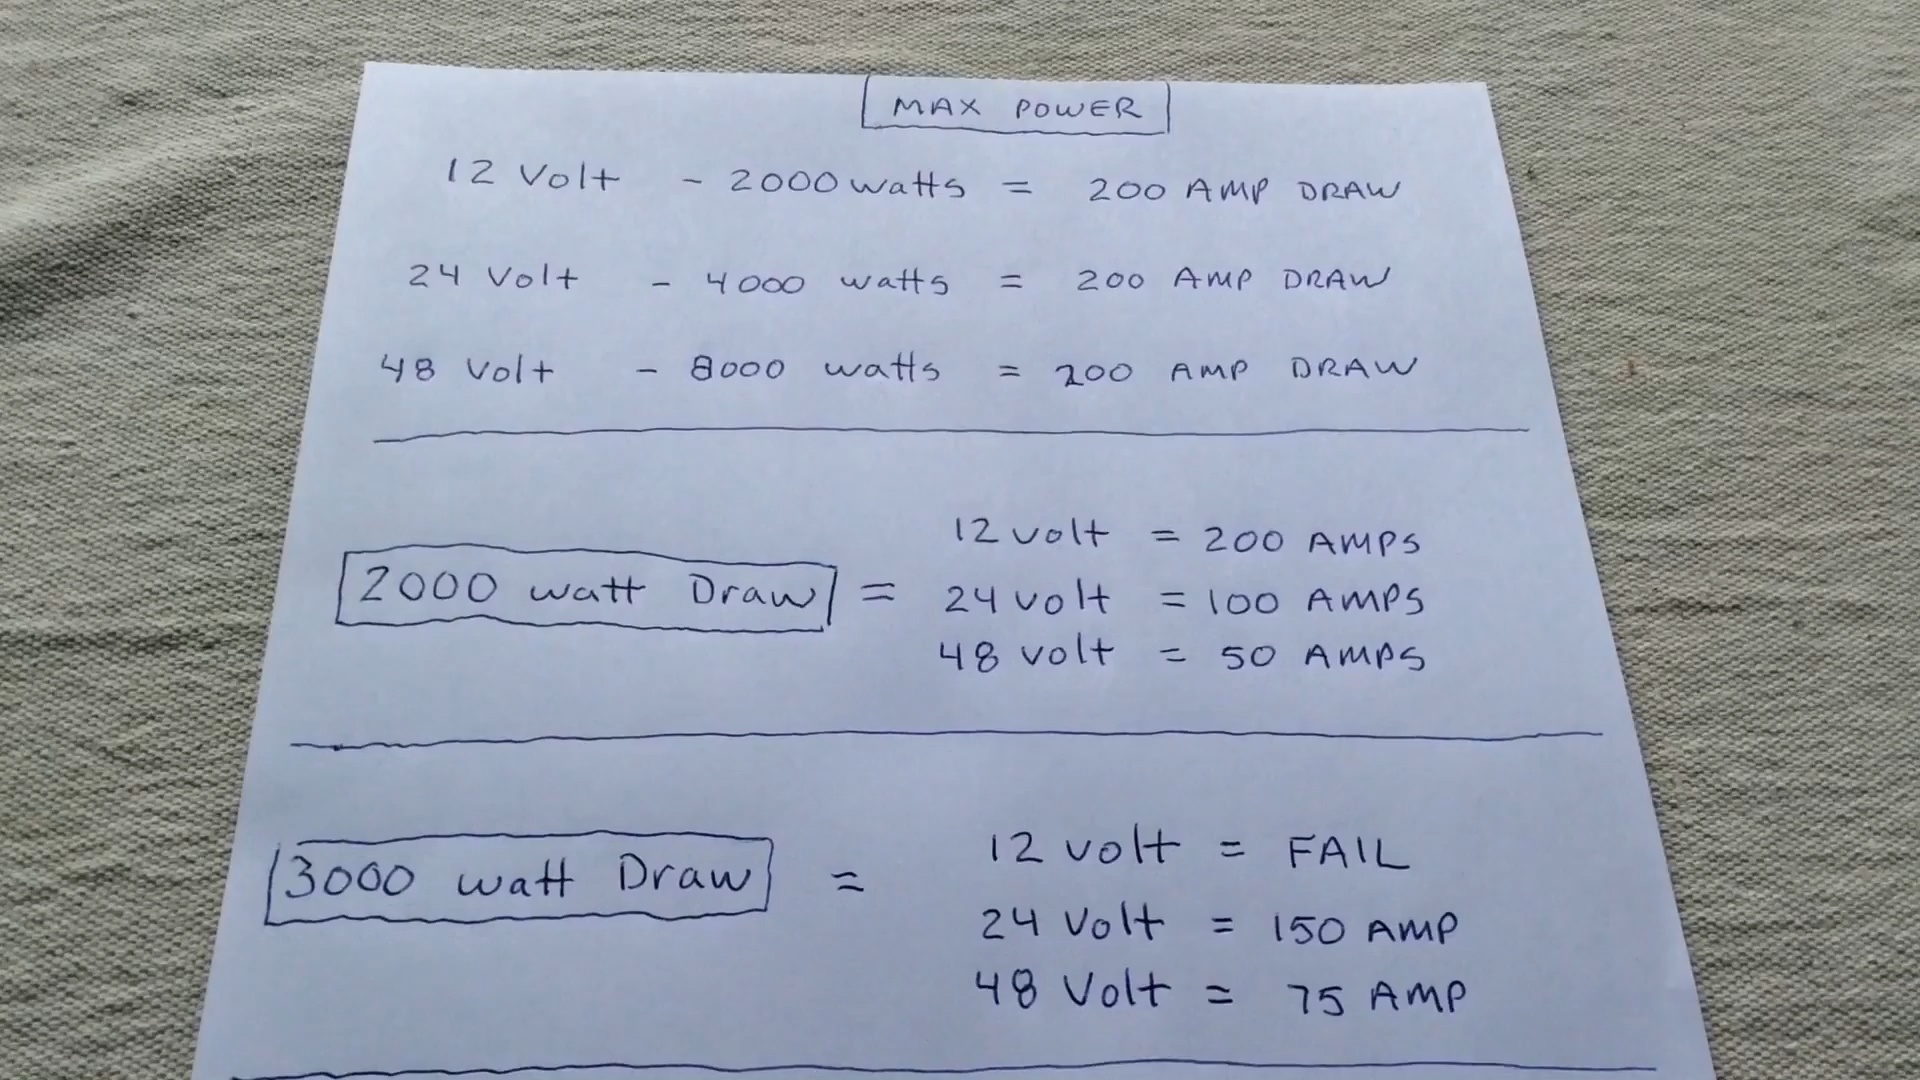 MAX POWER
12 Volt - 2000 watts = 200 AMP DRAW
24 Volt - 4000 watts = 200 AMP DRAW
48 Volt - 8000 watts = 200 AMP DRAW
12 volt = 200 AMPS
2000 watt Draw = 24 volt = 100 AMPS
48 volt = 50 AMPS
12 volt = FAIL
3000 watt Draw = 24 Volt = 150 AMP
48 Volt = 75 AMP